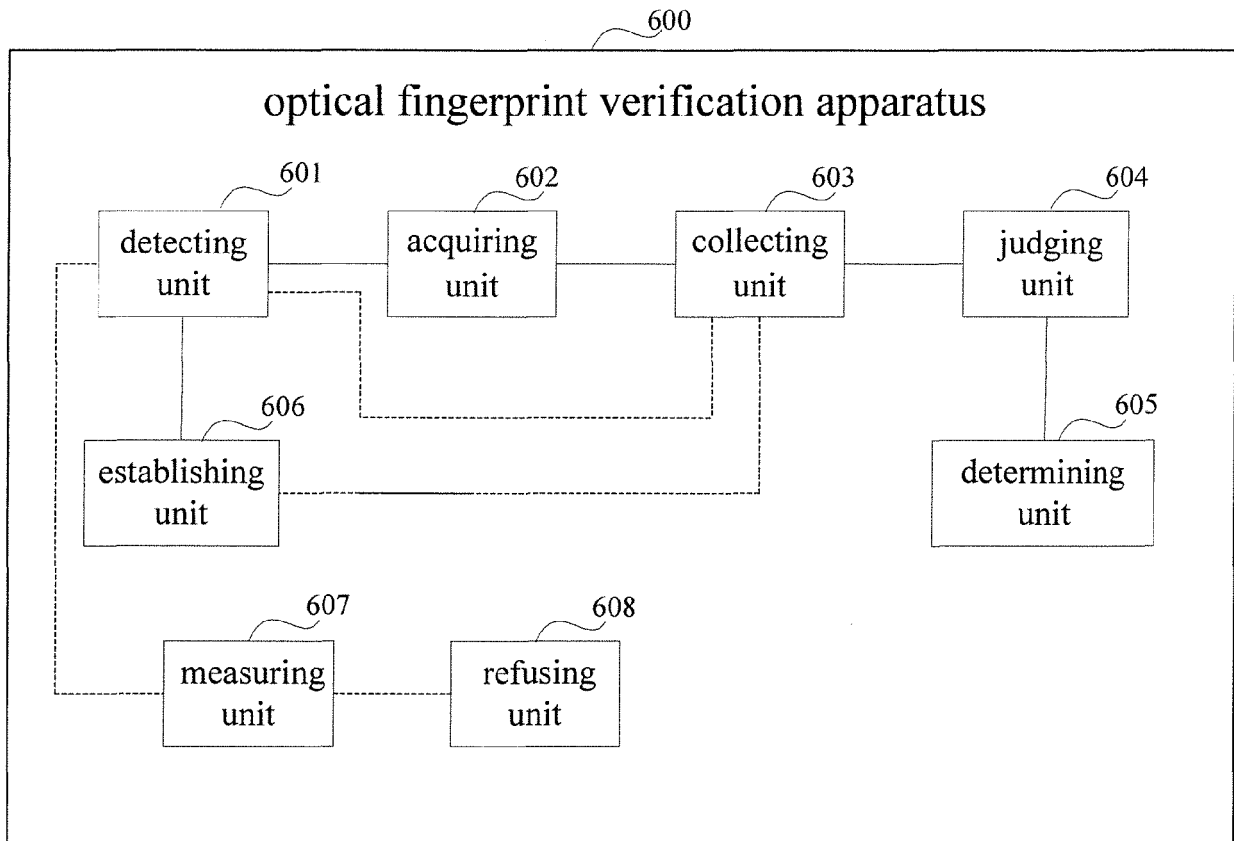 600
optical fingerprint verification apparatus
601
602
603
604
detecting
unit
acquiring
unit
collecting
unit
judging
unit
606
605
establishing
unit
determining
unit
607
608
measuring
unit
refusing
unit